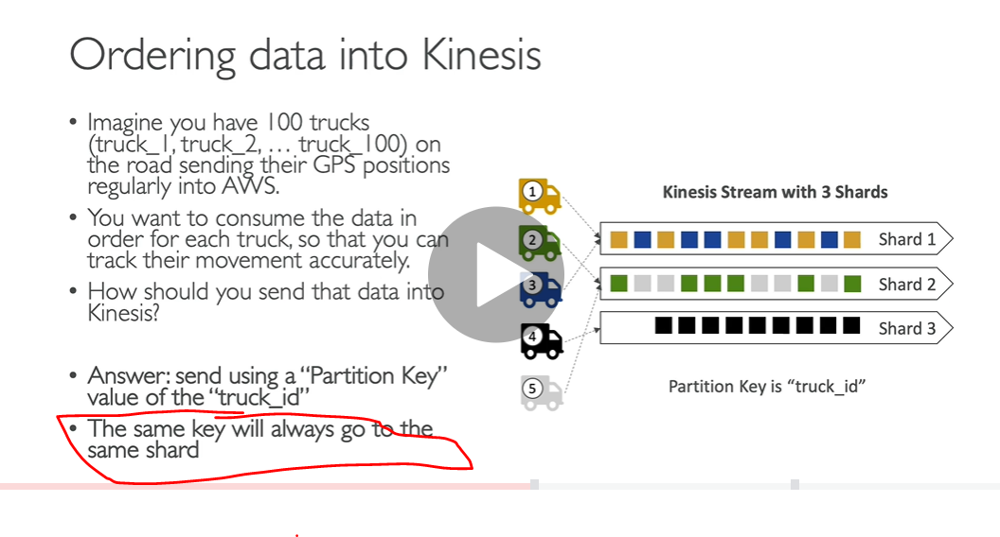 Ordering data into Kinesis
• Imagine you have 100 trucks
(truck_1, truck_2, … truck_100) on
the road sending their GPS positions
regularly into AWS.
• You want to consume the data in
order for each truck, so that you can
track their movement accurately.
• How should you send that data into
Kinesis?
• Answer: send using a “Partition Key”
value of the “truck_id”
• The same key will always go to the
same shard
Kinesis Stream with 3 Shards
1
2
3
4
5
Shard 1
Shard 2
Shard 3
Partition Key is “truck_id”